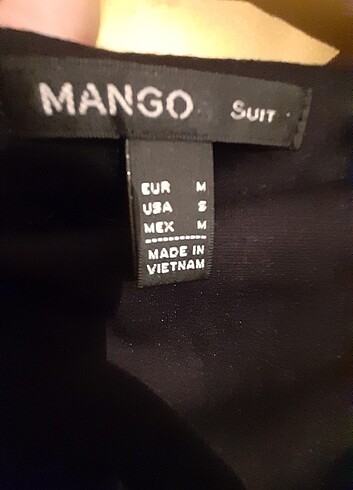 MANGO SUIT
EUR M
USA S
MEX M
MADE IN
VIETNAM